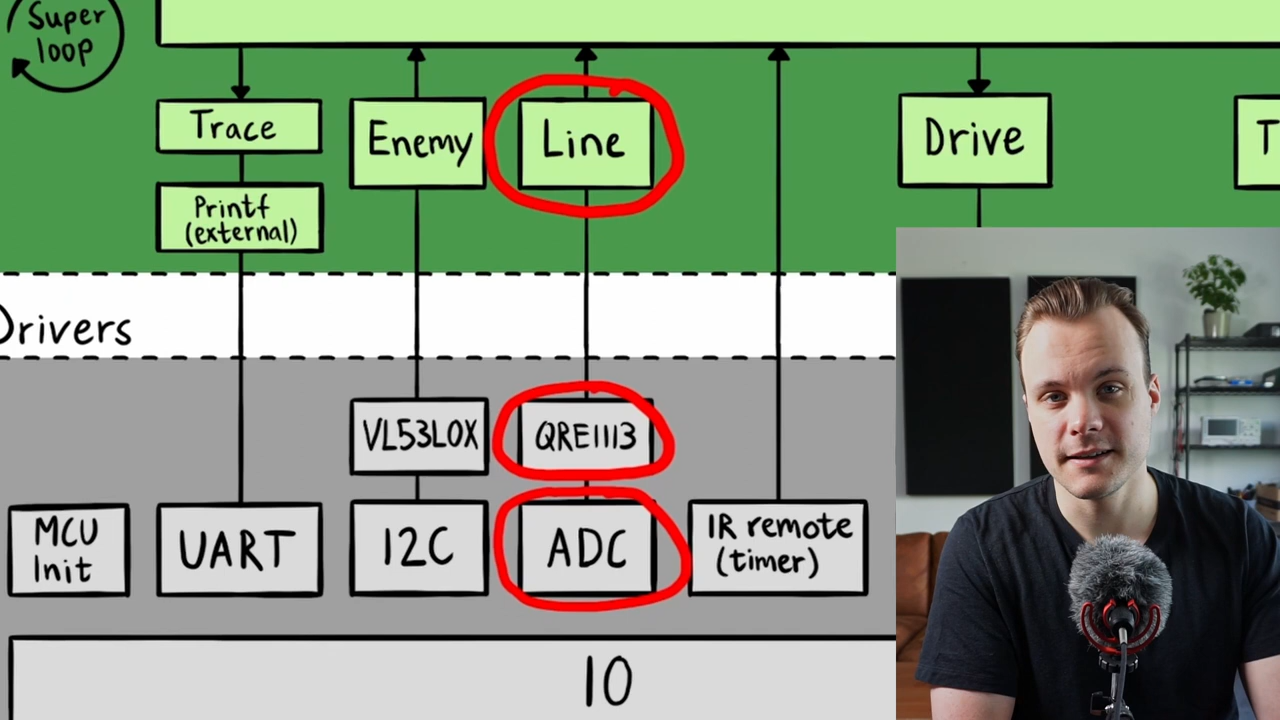 Super
loop
Trace
Enemy
Line
Drive
T
Printf
(external)
Drivers
VL53L0X
QRE1113
MCU
Init
UART
I2C
ADC
IR remote
(timer)
IO